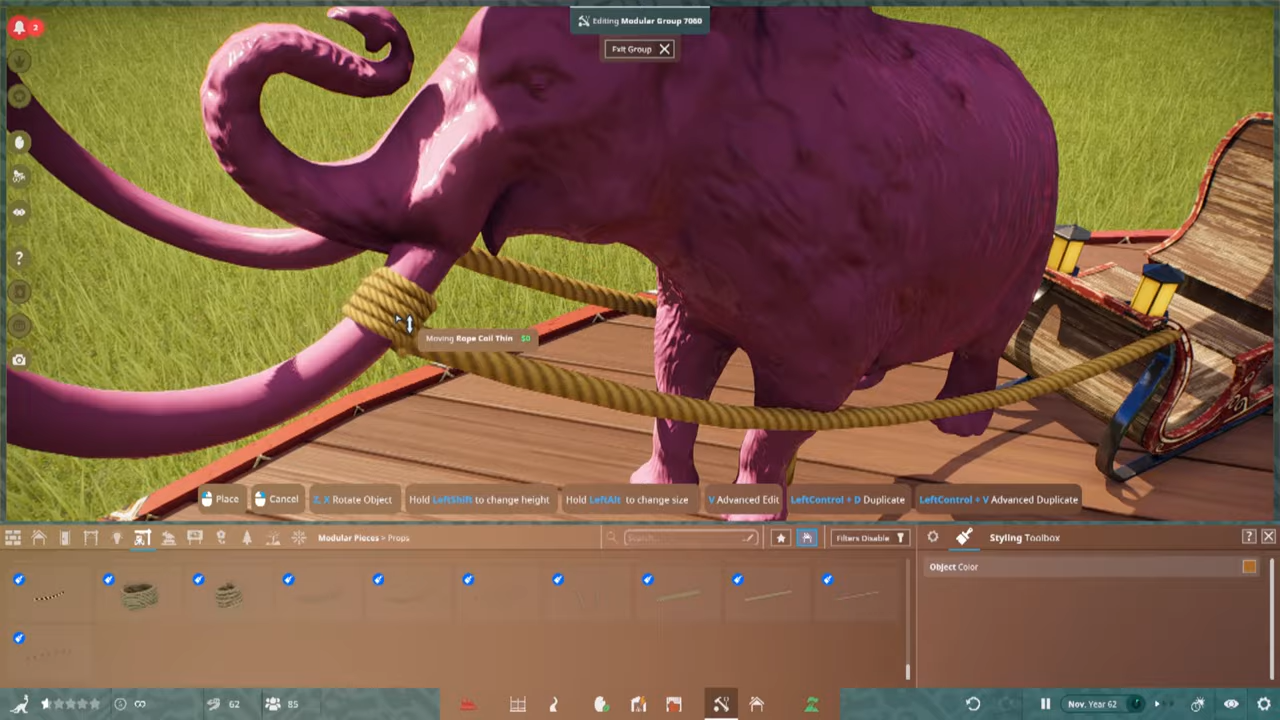 Editing Modular Group 7060
Exit Group
2
Moving Rope Coil Thin $0
Place
Cancel
Z, X Rotate Object
Hold LeftShift to change height
Hold LeftAlt to change size
V Advanced Edit
LeftControl + D Duplicate
LeftControl + V Advanced Duplicate
Modular Pieces > Props
Search...
Filters Disable
Styling Toolbox
?
Object Color
62
85
Nov. Year 62